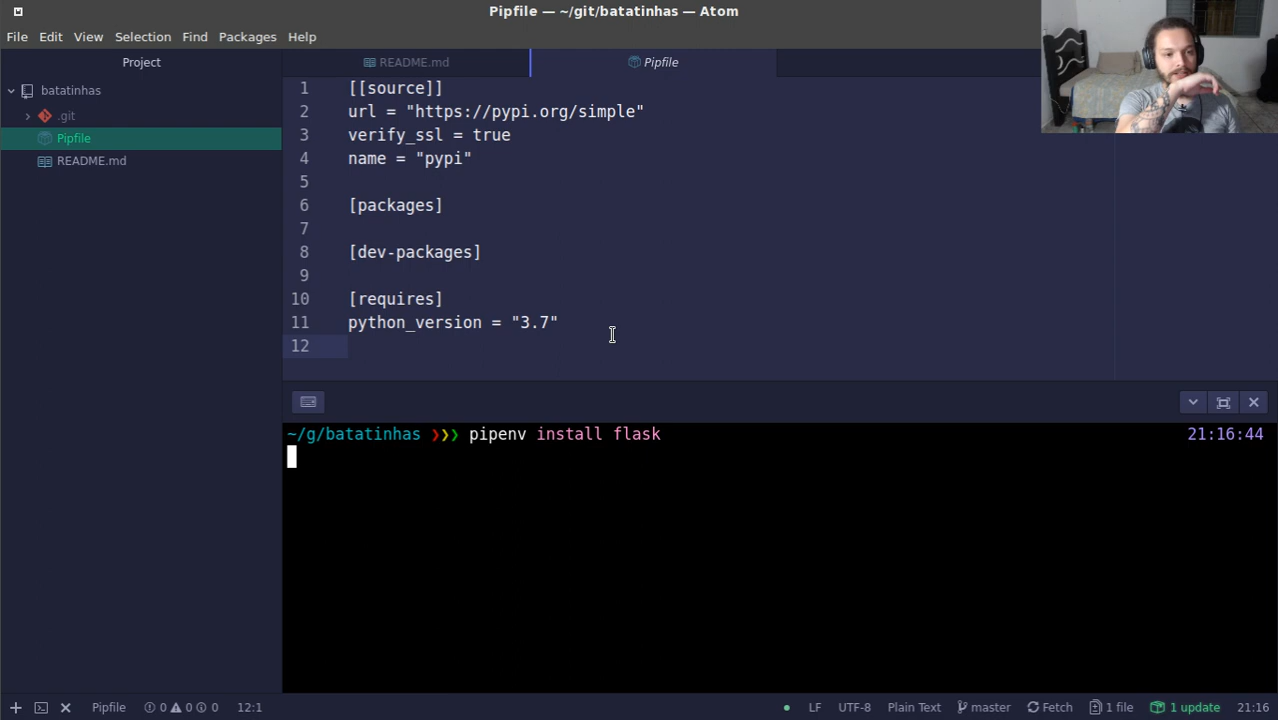 Pipfile — ~/git/batatinhas — Atom
File Edit View Selection Find Packages Help
Project
README.md
Pipfile
batatinhas
.git
Pipfile
README.md
1 [[source]]
2 url = "https://pypi.org/simple"
3 verify_ssl = true
4 name = "pypi"
5
6 [packages]
7
8 [dev-packages]
9
10 [requires]
11 python_version = "3.7"
12
~/g/batatinhas ❯❯❯ pipenv install flask 21:16:44
Pipfile 0 0 0 12:1 LF UTF-8 Plain Text master Fetch 1 file 1 update 21:16